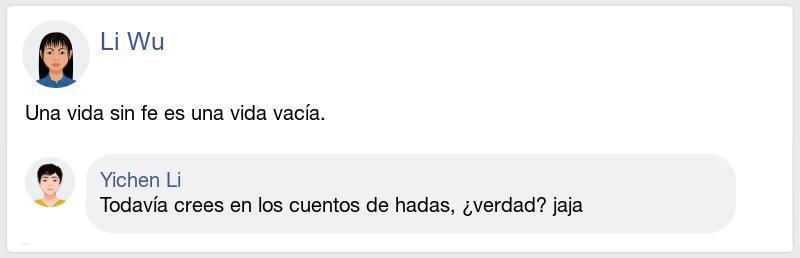 Li Wu
Una vida sin fe es una vida vacía.
Yichen Li
Todavía crees en los cuentos de hadas, ¿verdad? jaja